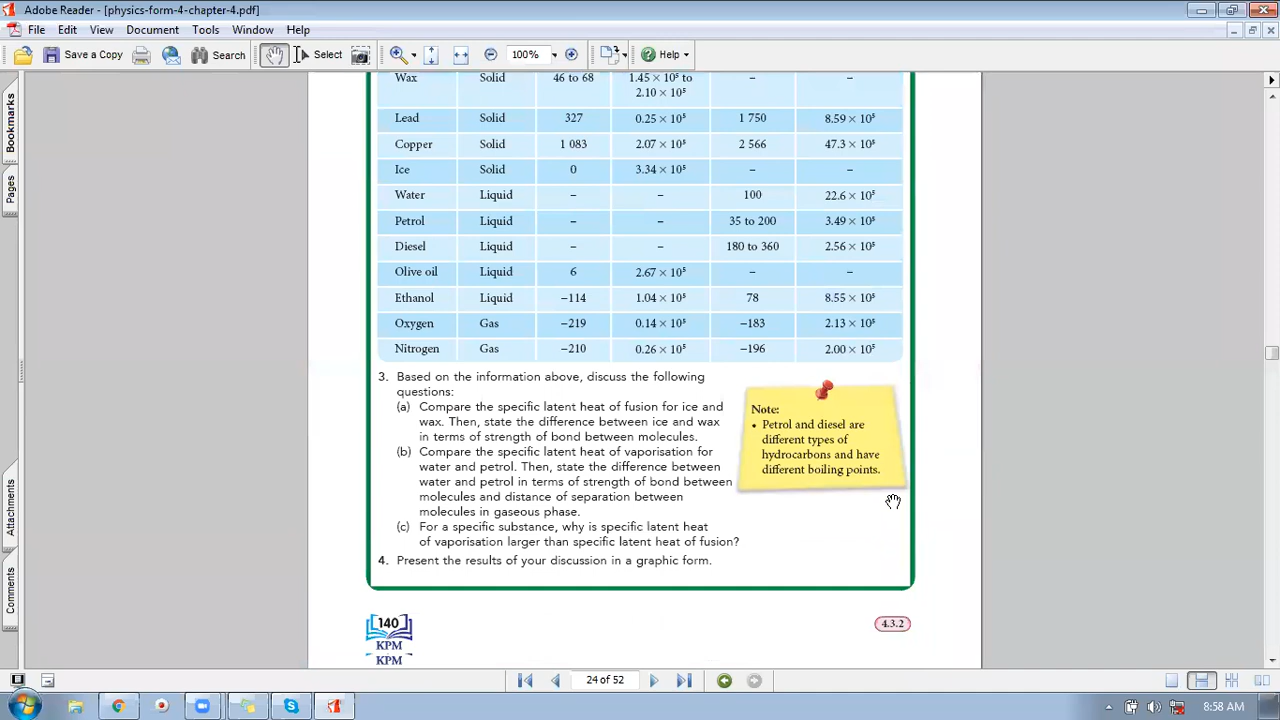 Adobe Reader - [physics-form-4-chapter-4.pdf]
File Edit View Document Tools Window Help
Save a Copy Search Select 100% Help
Bookmarks
Pages
Attachments
Comments
Wax Solid 46 to 68 1.45 × 10⁵ to – –
2.10 × 10⁵
Lead Solid 327 0.25 × 10⁵ 1 750 8.59 × 10⁵
Copper Solid 1 083 2.07 × 10⁵ 2 566 47.3 × 10⁵
Ice Solid 0 3.34 × 10⁵ – –
Water Liquid – – 100 22.6 × 10⁵
Petrol Liquid – – 35 to 200 3.49 × 10⁵
Diesel Liquid – – 180 to 360 2.56 × 10⁵
Olive oil Liquid 6 2.67 × 10⁵ – –
Ethanol Liquid –114 1.04 × 10⁵ 78 8.55 × 10⁵
Oxygen Gas –219 0.14 × 10⁵ –183 2.13 × 10⁵
Nitrogen Gas –210 0.26 × 10⁵ –196 2.00 × 10⁵
3. Based on the information above, discuss the following
questions:
(a) Compare the specific latent heat of fusion for ice and
wax. Then, state the difference between ice and wax
in terms of strength of bond between molecules.
(b) Compare the specific latent heat of vaporisation for
water and petrol. Then, state the difference between
water and petrol in terms of strength of bond between
molecules and distance of separation between
molecules in gaseous phase.
(c) For a specific substance, why is specific latent heat
of vaporisation larger than specific latent heat of fusion?
4. Present the results of your discussion in a graphic form.
Note:
• Petrol and diesel are
different types of
hydrocarbons and have
different boiling points.
140
KPM
KPM
4.3.2
24 of 52
8:58 AM